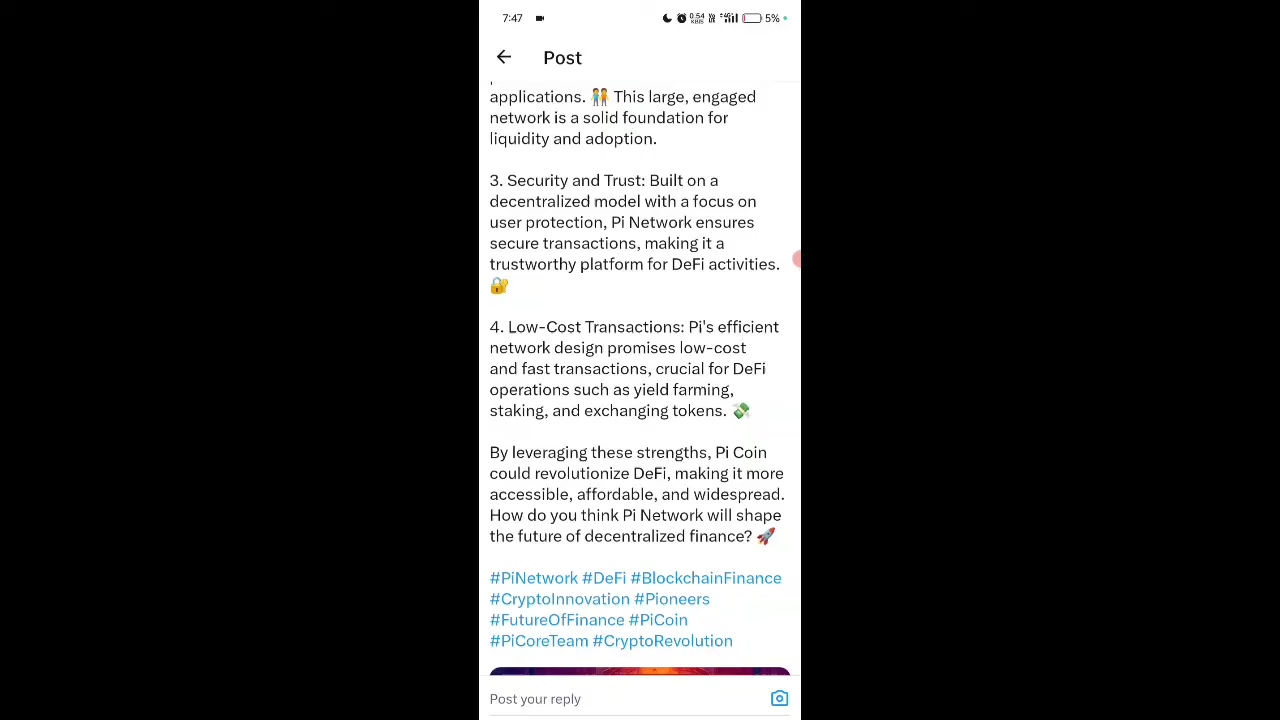 7:47
0.54
KB/S
4G
5%
Post
applications. 🧑‍🤝‍🧑 This large, engaged
network is a solid foundation for
liquidity and adoption.
3. Security and Trust: Built on a
decentralized model with a focus on
user protection, Pi Network ensures
secure transactions, making it a
trustworthy platform for DeFi activities.
🔐
4. Low-Cost Transactions: Pi's efficient
network design promises low-cost
and fast transactions, crucial for DeFi
operations such as yield farming,
staking, and exchanging tokens. 💸
By leveraging these strengths, Pi Coin
could revolutionize DeFi, making it more
accessible, affordable, and widespread.
How do you think Pi Network will shape
the future of decentralized finance? 🚀
#PiNetwork #DeFi #BlockchainFinance
#CryptoInnovation #Pioneers
#FutureOfFinance #PiCoin
#PiCoreTeam #CryptoRevolution
Post your reply